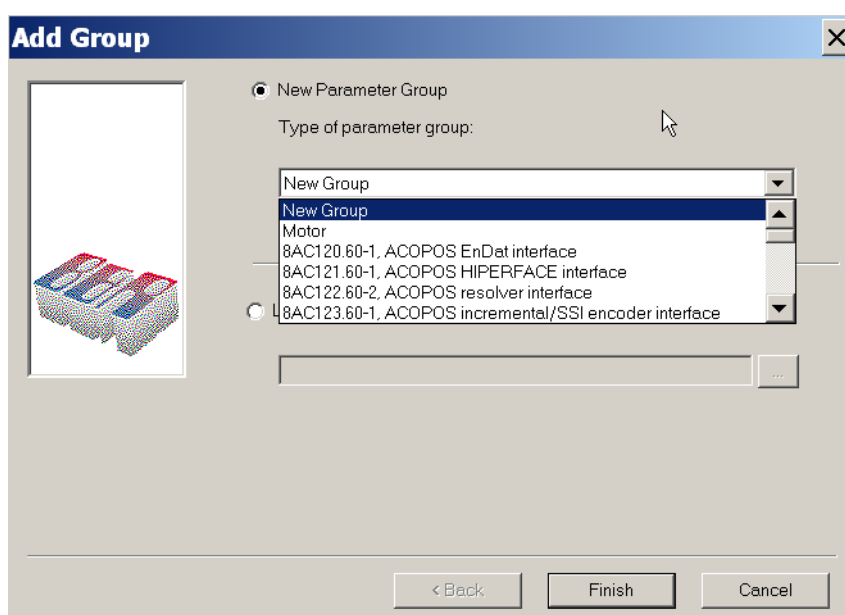 Add Group
New Parameter Group
Type of parameter group:
New Group
New Group
Motor
8AC120.60-1, ACOPOS EnDat interface
8AC121.60-1, ACOPOS HIPERFACE interface
8AC122.60-2, ACOPOS resolver interface
8AC123.60-1, ACOPOS incremental/SSI encoder interface
...
< Back
Finish
Cancel